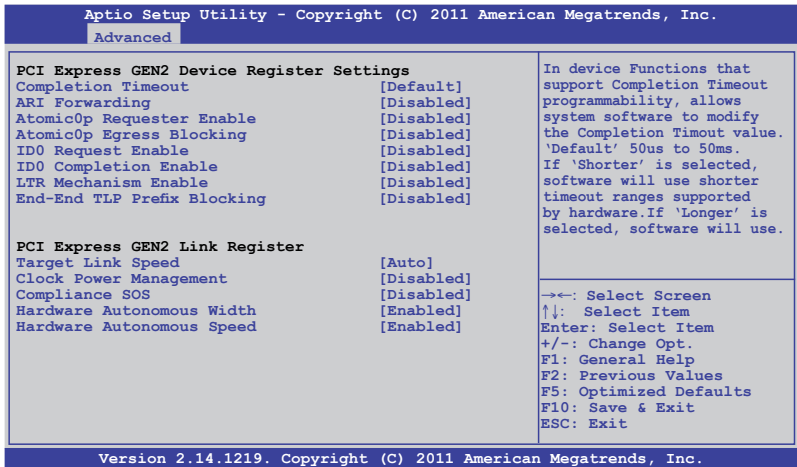 Aptio Setup Utility - Copyright (C) 2011 American Megatrends, Inc.
Advanced
PCI Express GEN2 Device Register Settings
Completion Timeout [Default]
ARI Forwarding [Disabled]
Atomic0p Requester Enable [Disabled]
Atomic0p Egress Blocking [Disabled]
ID0 Request Enable [Disabled]
ID0 Completion Enable [Disabled]
LTR Mechanism Enable [Disabled]
End-End TLP Prefix Blocking [Disabled]
PCI Express GEN2 Link Register
Target Link Speed [Auto]
Clock Power Management [Disabled]
Compliance SOS [Disabled]
Hardware Autonomous Width [Enabled]
Hardware Autonomous Speed [Enabled]
In device Functions that
support Completion Timeout
programmability, allows
system software to modify
the Completion Timout value.
‘Default’ 50us to 50ms.
If ‘Shorter’ is selected,
software will use shorter
timeout ranges supported
by hardware.If ‘Longer’ is
selected, software will use.
→←: Select Screen
↑↓: Select Item
Enter: Select Item
+/-: Change Opt.
F1: General Help
F2: Previous Values
F5: Optimized Defaults
F10: Save & Exit
ESC: Exit
Version 2.14.1219. Copyright (C) 2011 American Megatrends, Inc.